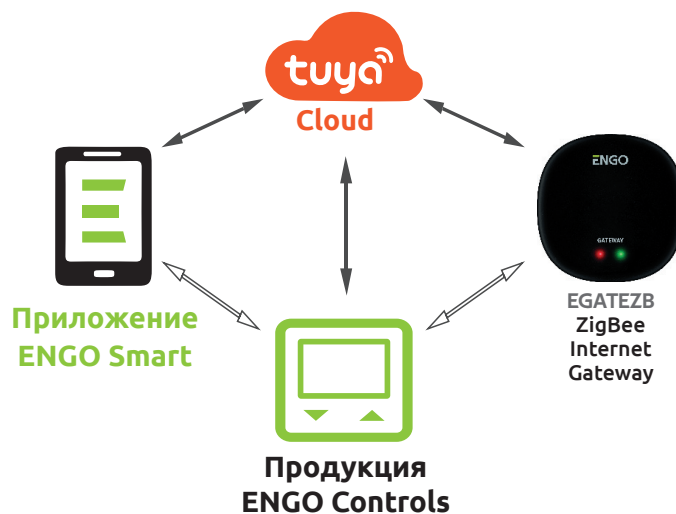 tuya
Cloud
ENGO
GATEWAY
EGATEZB
ZigBee
Internet
Gateway
Приложение
ENGO Smart
Продукция
ENGO Controls